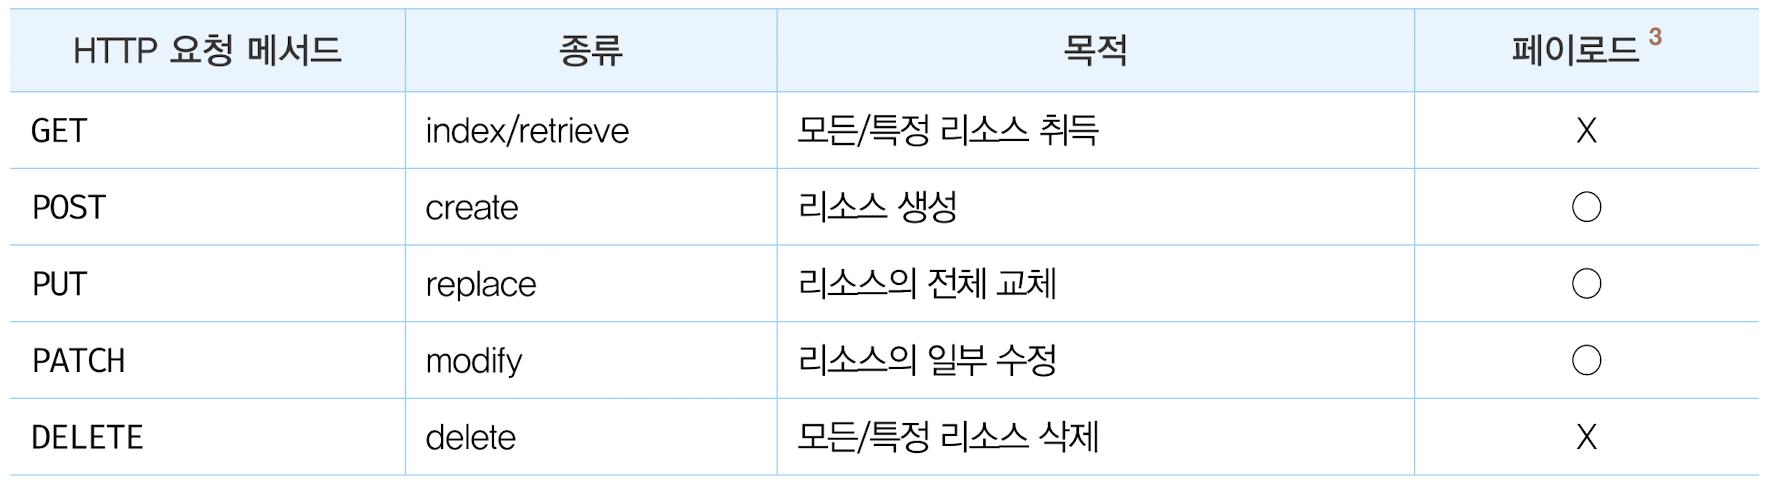 HTTP 요청 메서드 종류 목적 페이로드 3
GET index/retrieve 모든/특정 리소스 취득 X
POST create 리소스 생성 ○
PUT replace 리소스의 전체 교체 ○
PATCH modify 리소스의 일부 수정 ○
DELETE delete 모든/특정 리소스 삭제 X